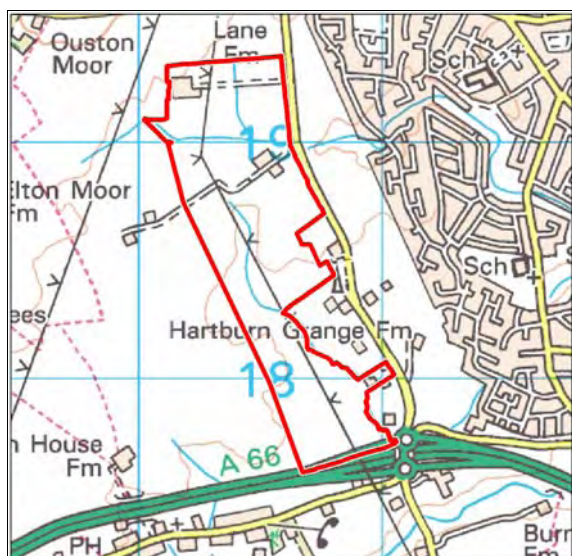 Ouston
Moor
Lane
Fm
Sch
19
Elton Moor
Fm
Sch
ees
Hartburn Grange Fm
18
n House
Fm
A 66
PH
Burn
Fm